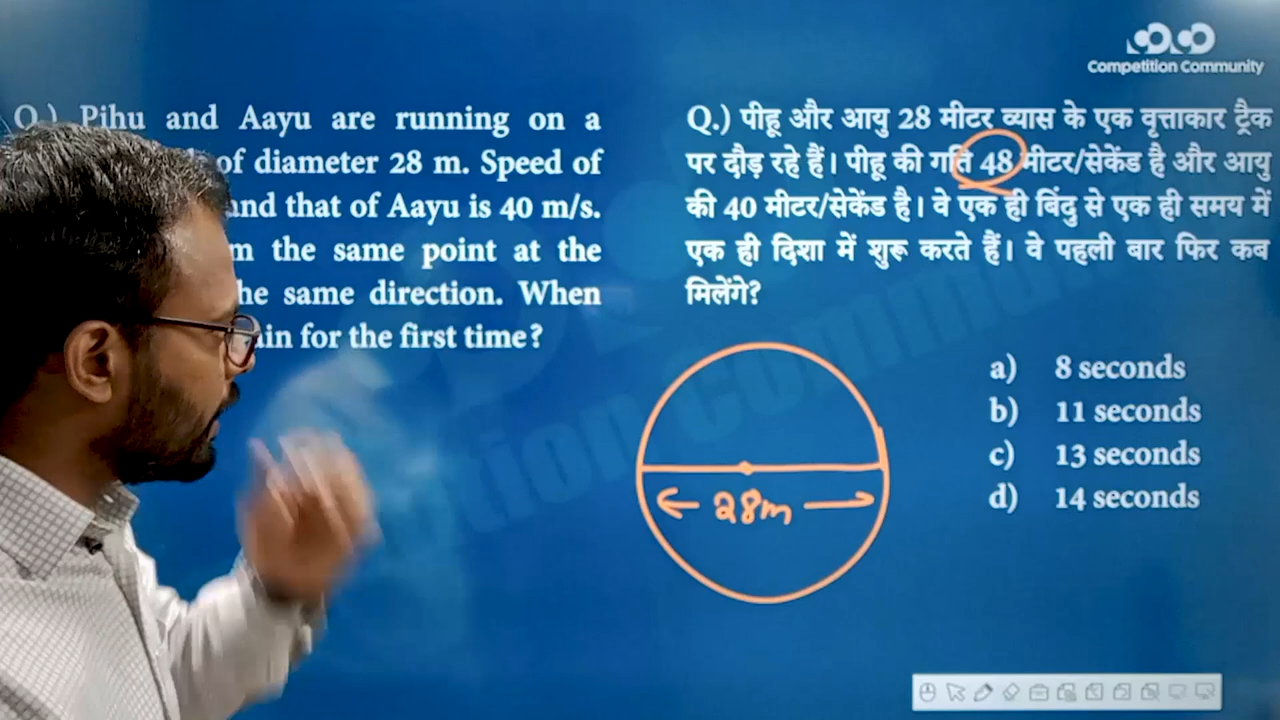 Competition Community
Q.) Pihu and Aayu are running on a
of diameter 28 m. Speed of
and that of Aayu is 40 m/s.
the same point at the
same direction. When
for the first time?
Q.) पीहू और आयु 28 मीटर व्यास के एक वृत्ताकार ट्रैक
पर दौड़ रहे हैं। पीहू की गति 48 मीटर/सेकेंड है और आयु
की 40 मीटर/सेकेंड है। वे एक ही बिंदु से एक ही समय में
एक ही दिशा में शुरू करते हैं। वे पहली बार फिर कब
मिलेंगे?
28m
a) 8 seconds
b) 11 seconds
c) 13 seconds
d) 14 seconds